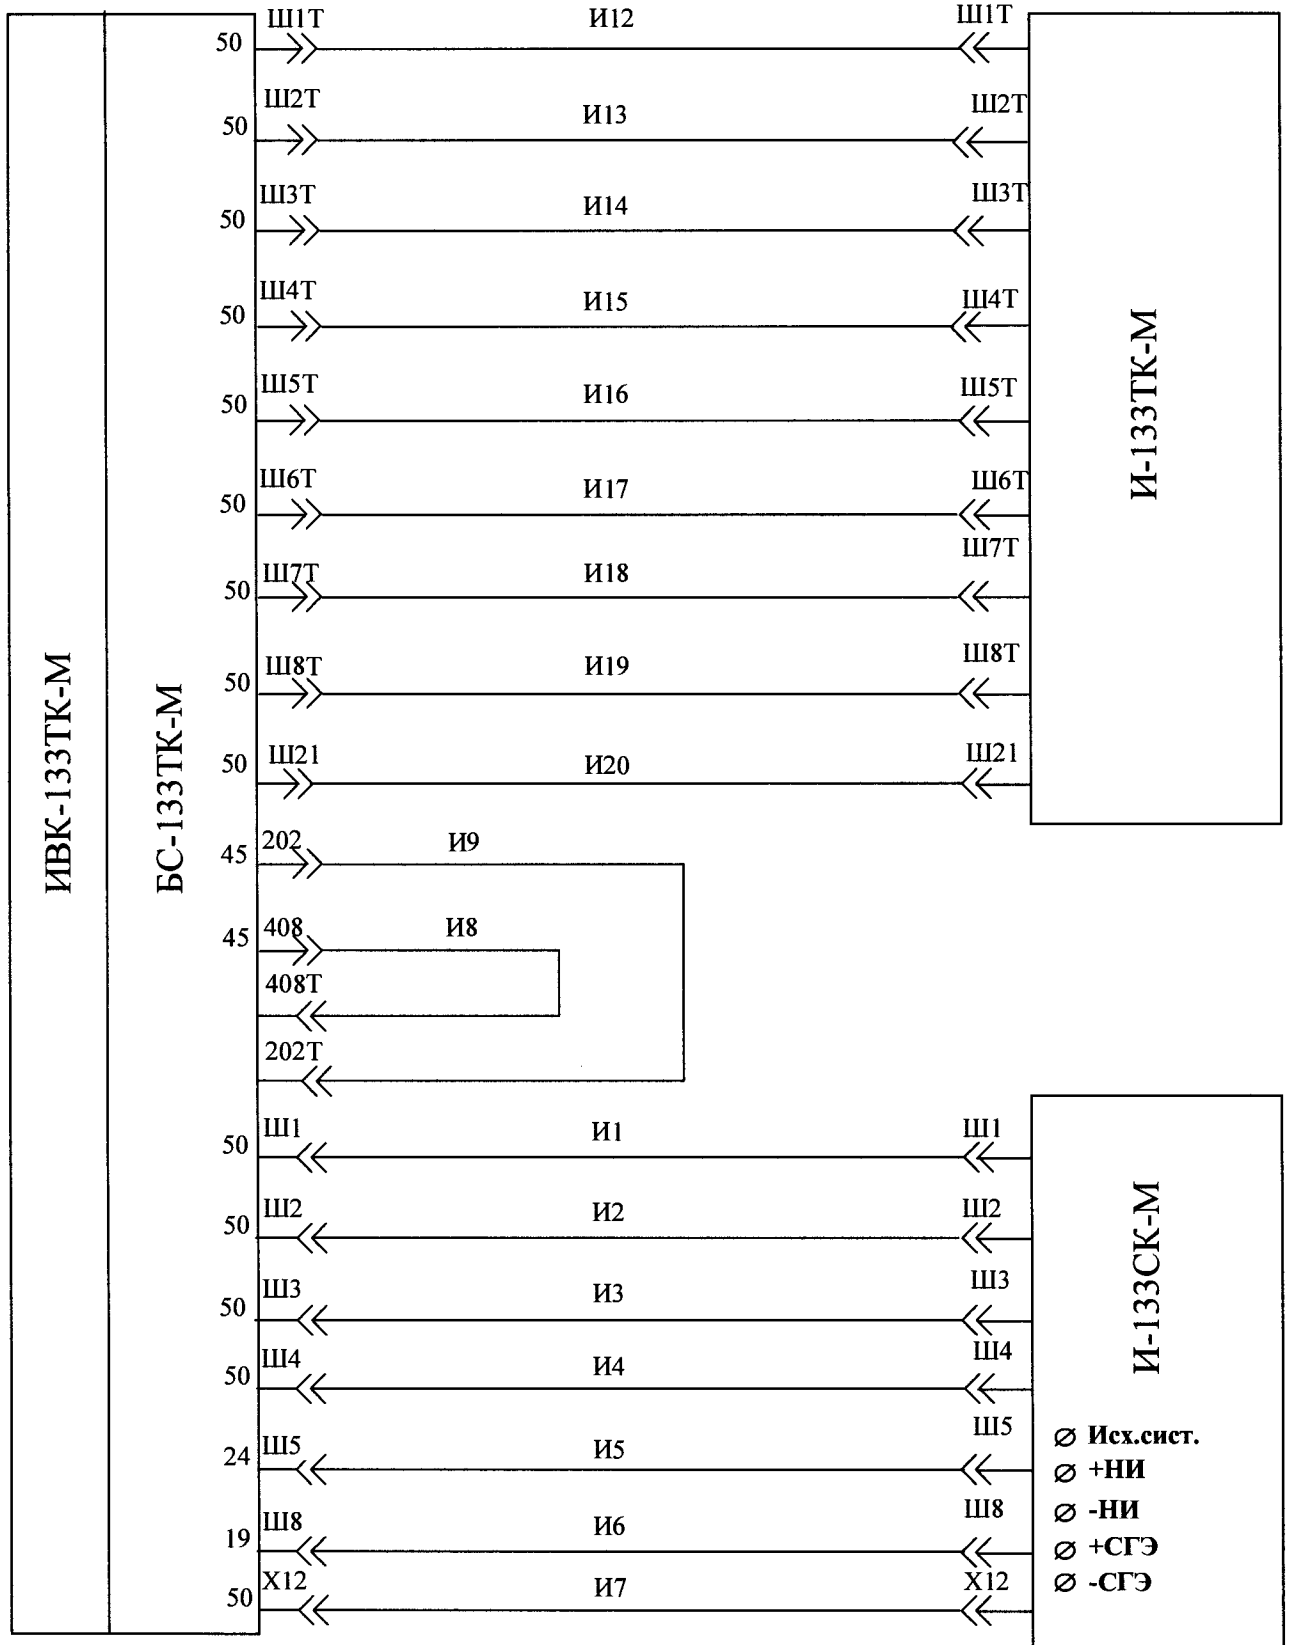 Ш1Т И12 Ш1Т
50
Ш2Т И13 Ш2Т
50
Ш3Т И14 Ш3Т
50
Ш4Т И15 Ш4Т
50
Ш5Т И16 Ш5Т
50
Ш6Т И17 Ш6Т
50
Ш7Т И18 Ш7Т
50
Ш8Т И19 Ш8Т
50
Ш21 И20 Ш21
50
202 И9
45
408 И8
45
408Т
202Т
Ш1 И1 Ш1
50
Ш2 И2 Ш2
50
Ш3 И3 Ш3
50
Ш4 И4 Ш4
50
Ш5 И5 Ш5
24
Ш8 И6 Ш8
19
Х12 И7 Х12
50
ИВК-133ТК-М
БС-133ТК-М
И-133ТК-М
И-133СК-М
Ø Исх.сист.
Ø +НИ
Ø -НИ
Ø +СГЭ
Ø -СГЭ